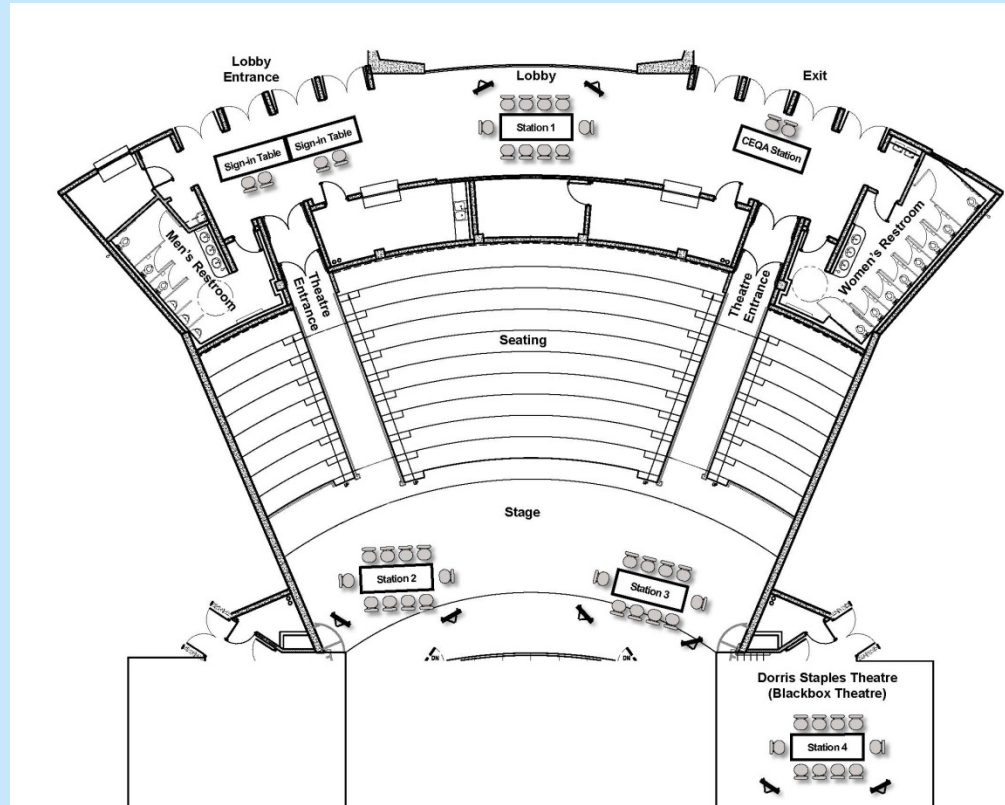 Lobby
Entrance
Lobby
Exit
Sign-in Table
Sign-in Table
Station 1
CEQA Station
Men's Restroom
Theatre
Entrance
Theatre
Entrance
Women's Restroom
Seating
Stage
Station 2
Station 3
DN
DN
Dorris Staples Theatre
(Blackbox Theatre)
Station 4